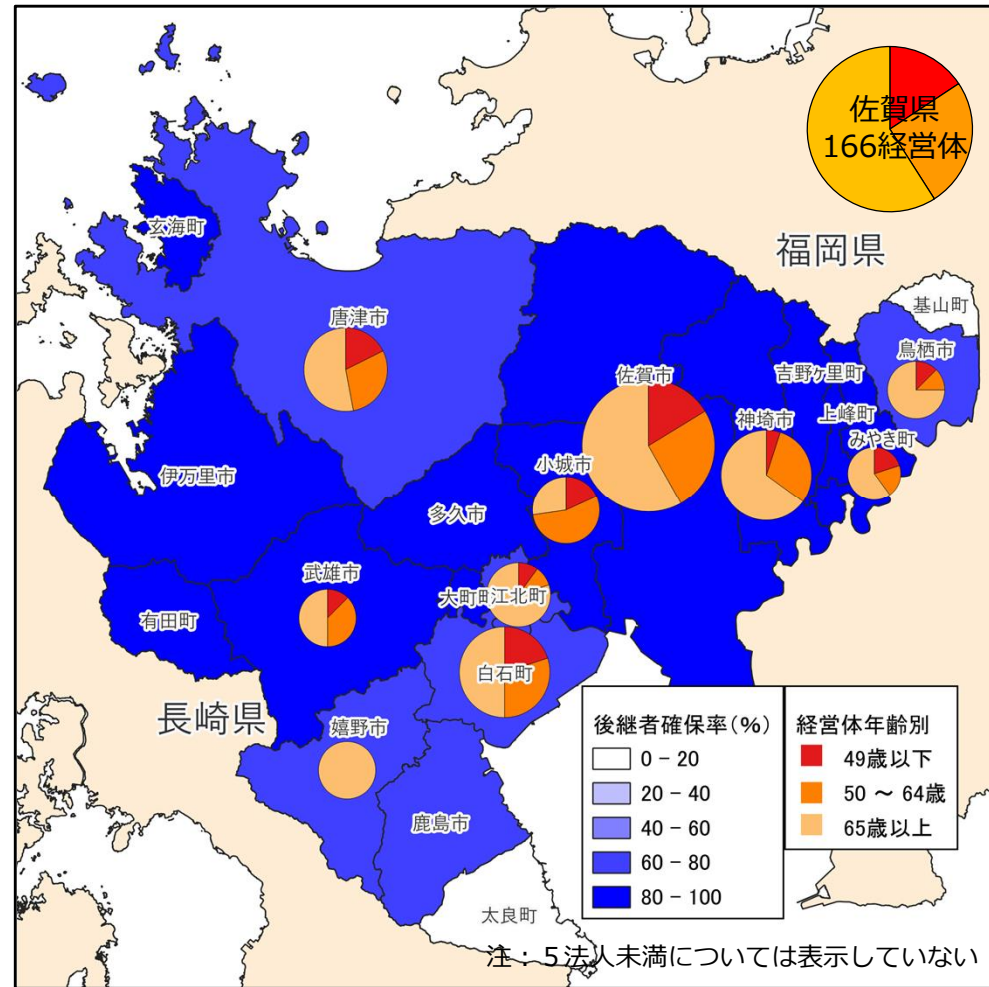 佐賀県
166経営体
福岡県
玄海町
基山町
唐津市
鳥栖市
佐賀市
吉野ヶ里町
神埼市
上峰町
みやき町
小城市
伊万里市
多久市
武雄市
大町町
江北町
有田町
白石町
長崎県
嬉野市
鹿島市
太良町
後継者確保率(%)
0 - 20
20 - 40
40 - 60
60 - 80
80 - 100
経営体年齢別
49歳以下
50 ～ 64歳
65歳以上
注：５法人未満については表示していない